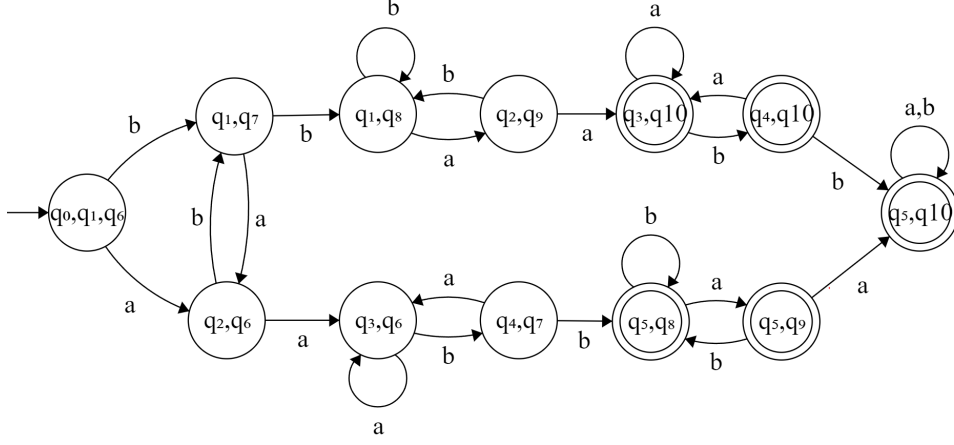 b
a
b
b
a
q₁,q₇
b
q₁,q₈
b
a
q₂,q₉
a
q₃,q10
a
b
q₄,q10
b
a,b
q₅,q10
q₀,q₁,q₆
b
a
a
q₂,q₆
a
q₃,q₆
a
b
q₄,q₇
b
b
q₅,q₈
a
b
q₅,q₉
a
a